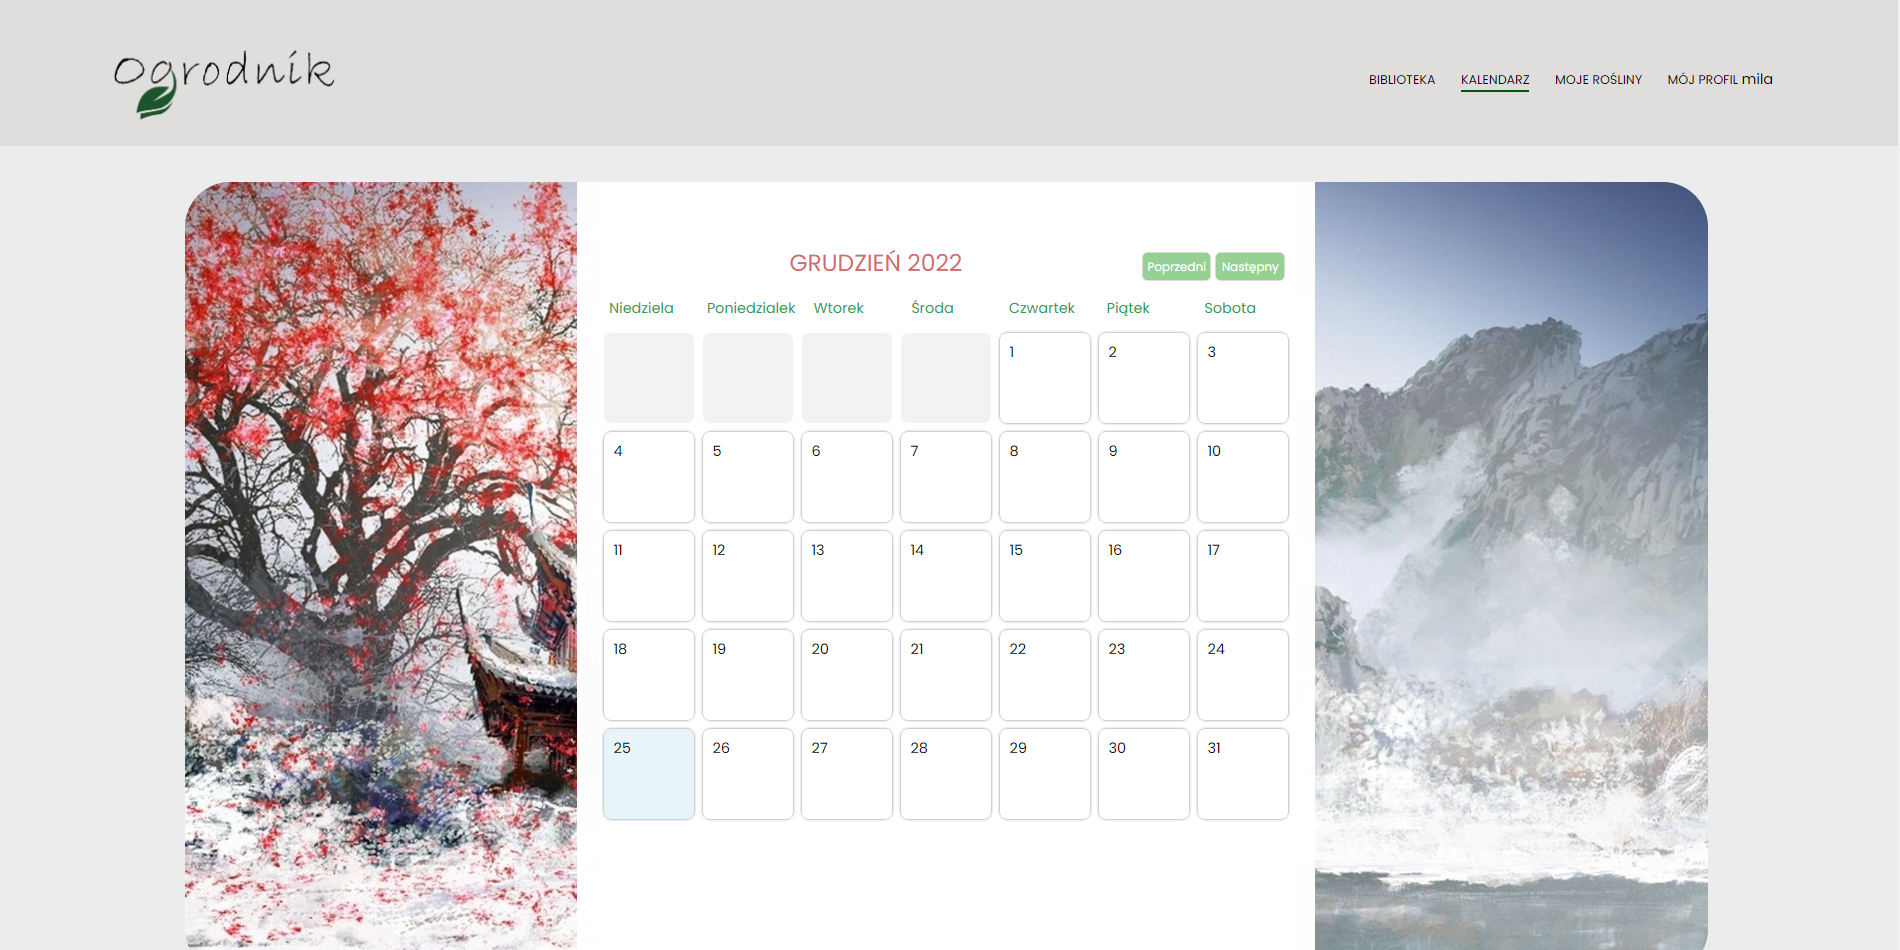 Ogrodnik
BIBLIOTEKA KALENDARZ MOJE ROŚLINY MÓJ PROFIL mila
GRUDZIEŃ 2022 Poprzedni Następny
Niedziela Poniedzialek Wtorek Środa Czwartek Piątek Sobota
1 2 3
4 5 6 7 8 9 10
11 12 13 14 15 16 17
18 19 20 21 22 23 24
25 26 27 28 29 30 31